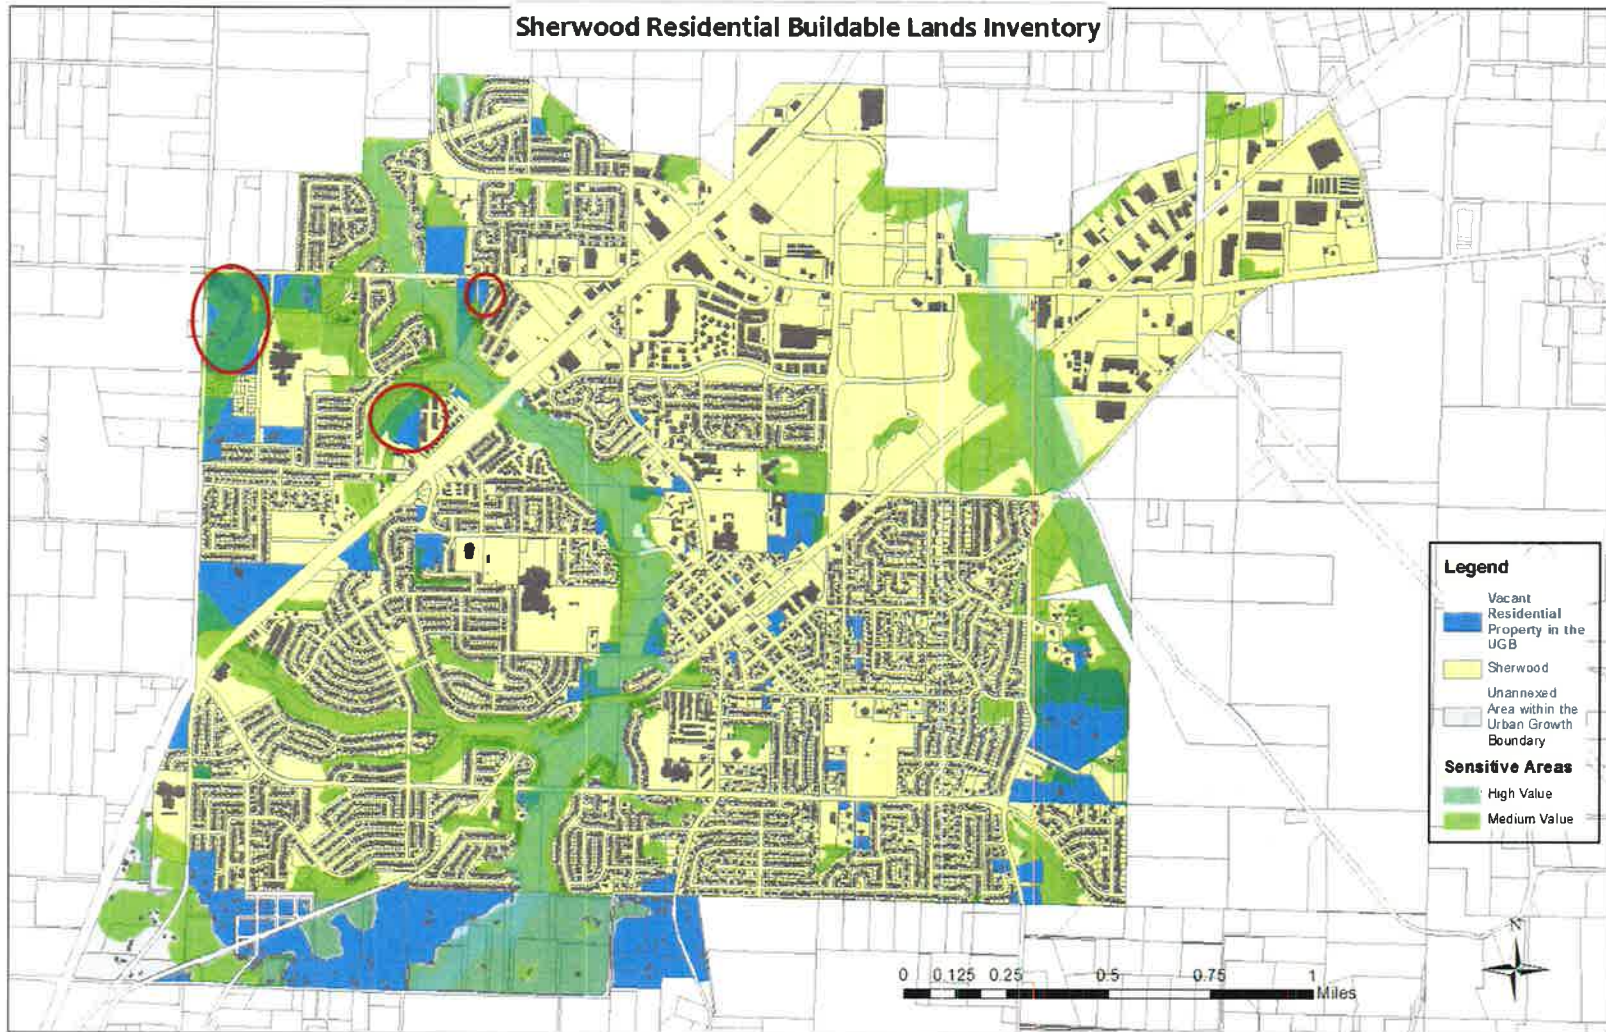 Sherwood Residential Buildable Lands Inventory
Legend
Vacant
Residential
Property in the
UGB
Sherwood
Unannexed
Area within the
Urban Growth
Boundary
Sensitive Areas
High Value
Medium Value
N
0 0.125 0.25 0.5 0.75 1
Miles